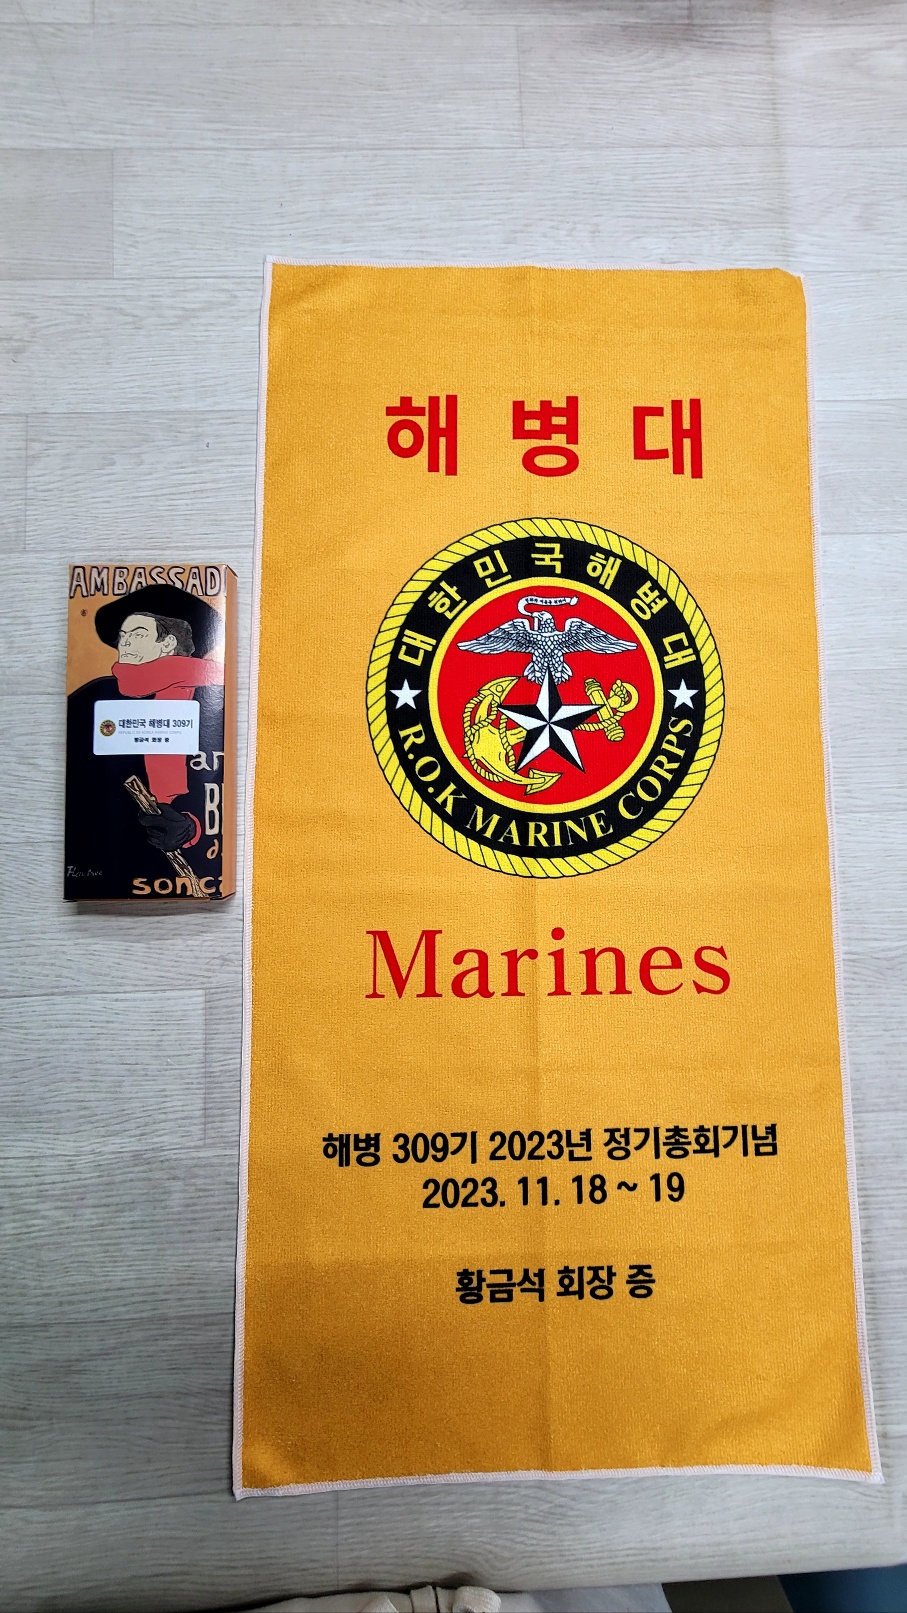 해병대
대한민국해병대
R.O.K MARINE CORPS
Marines
해병 309기 2023년 정기총회기념
2023. 11. 18 ~ 19
황금석 회장 증
AMBASSAD
대한민국 해병대 309기
황금석 회장 증
ar
B
d